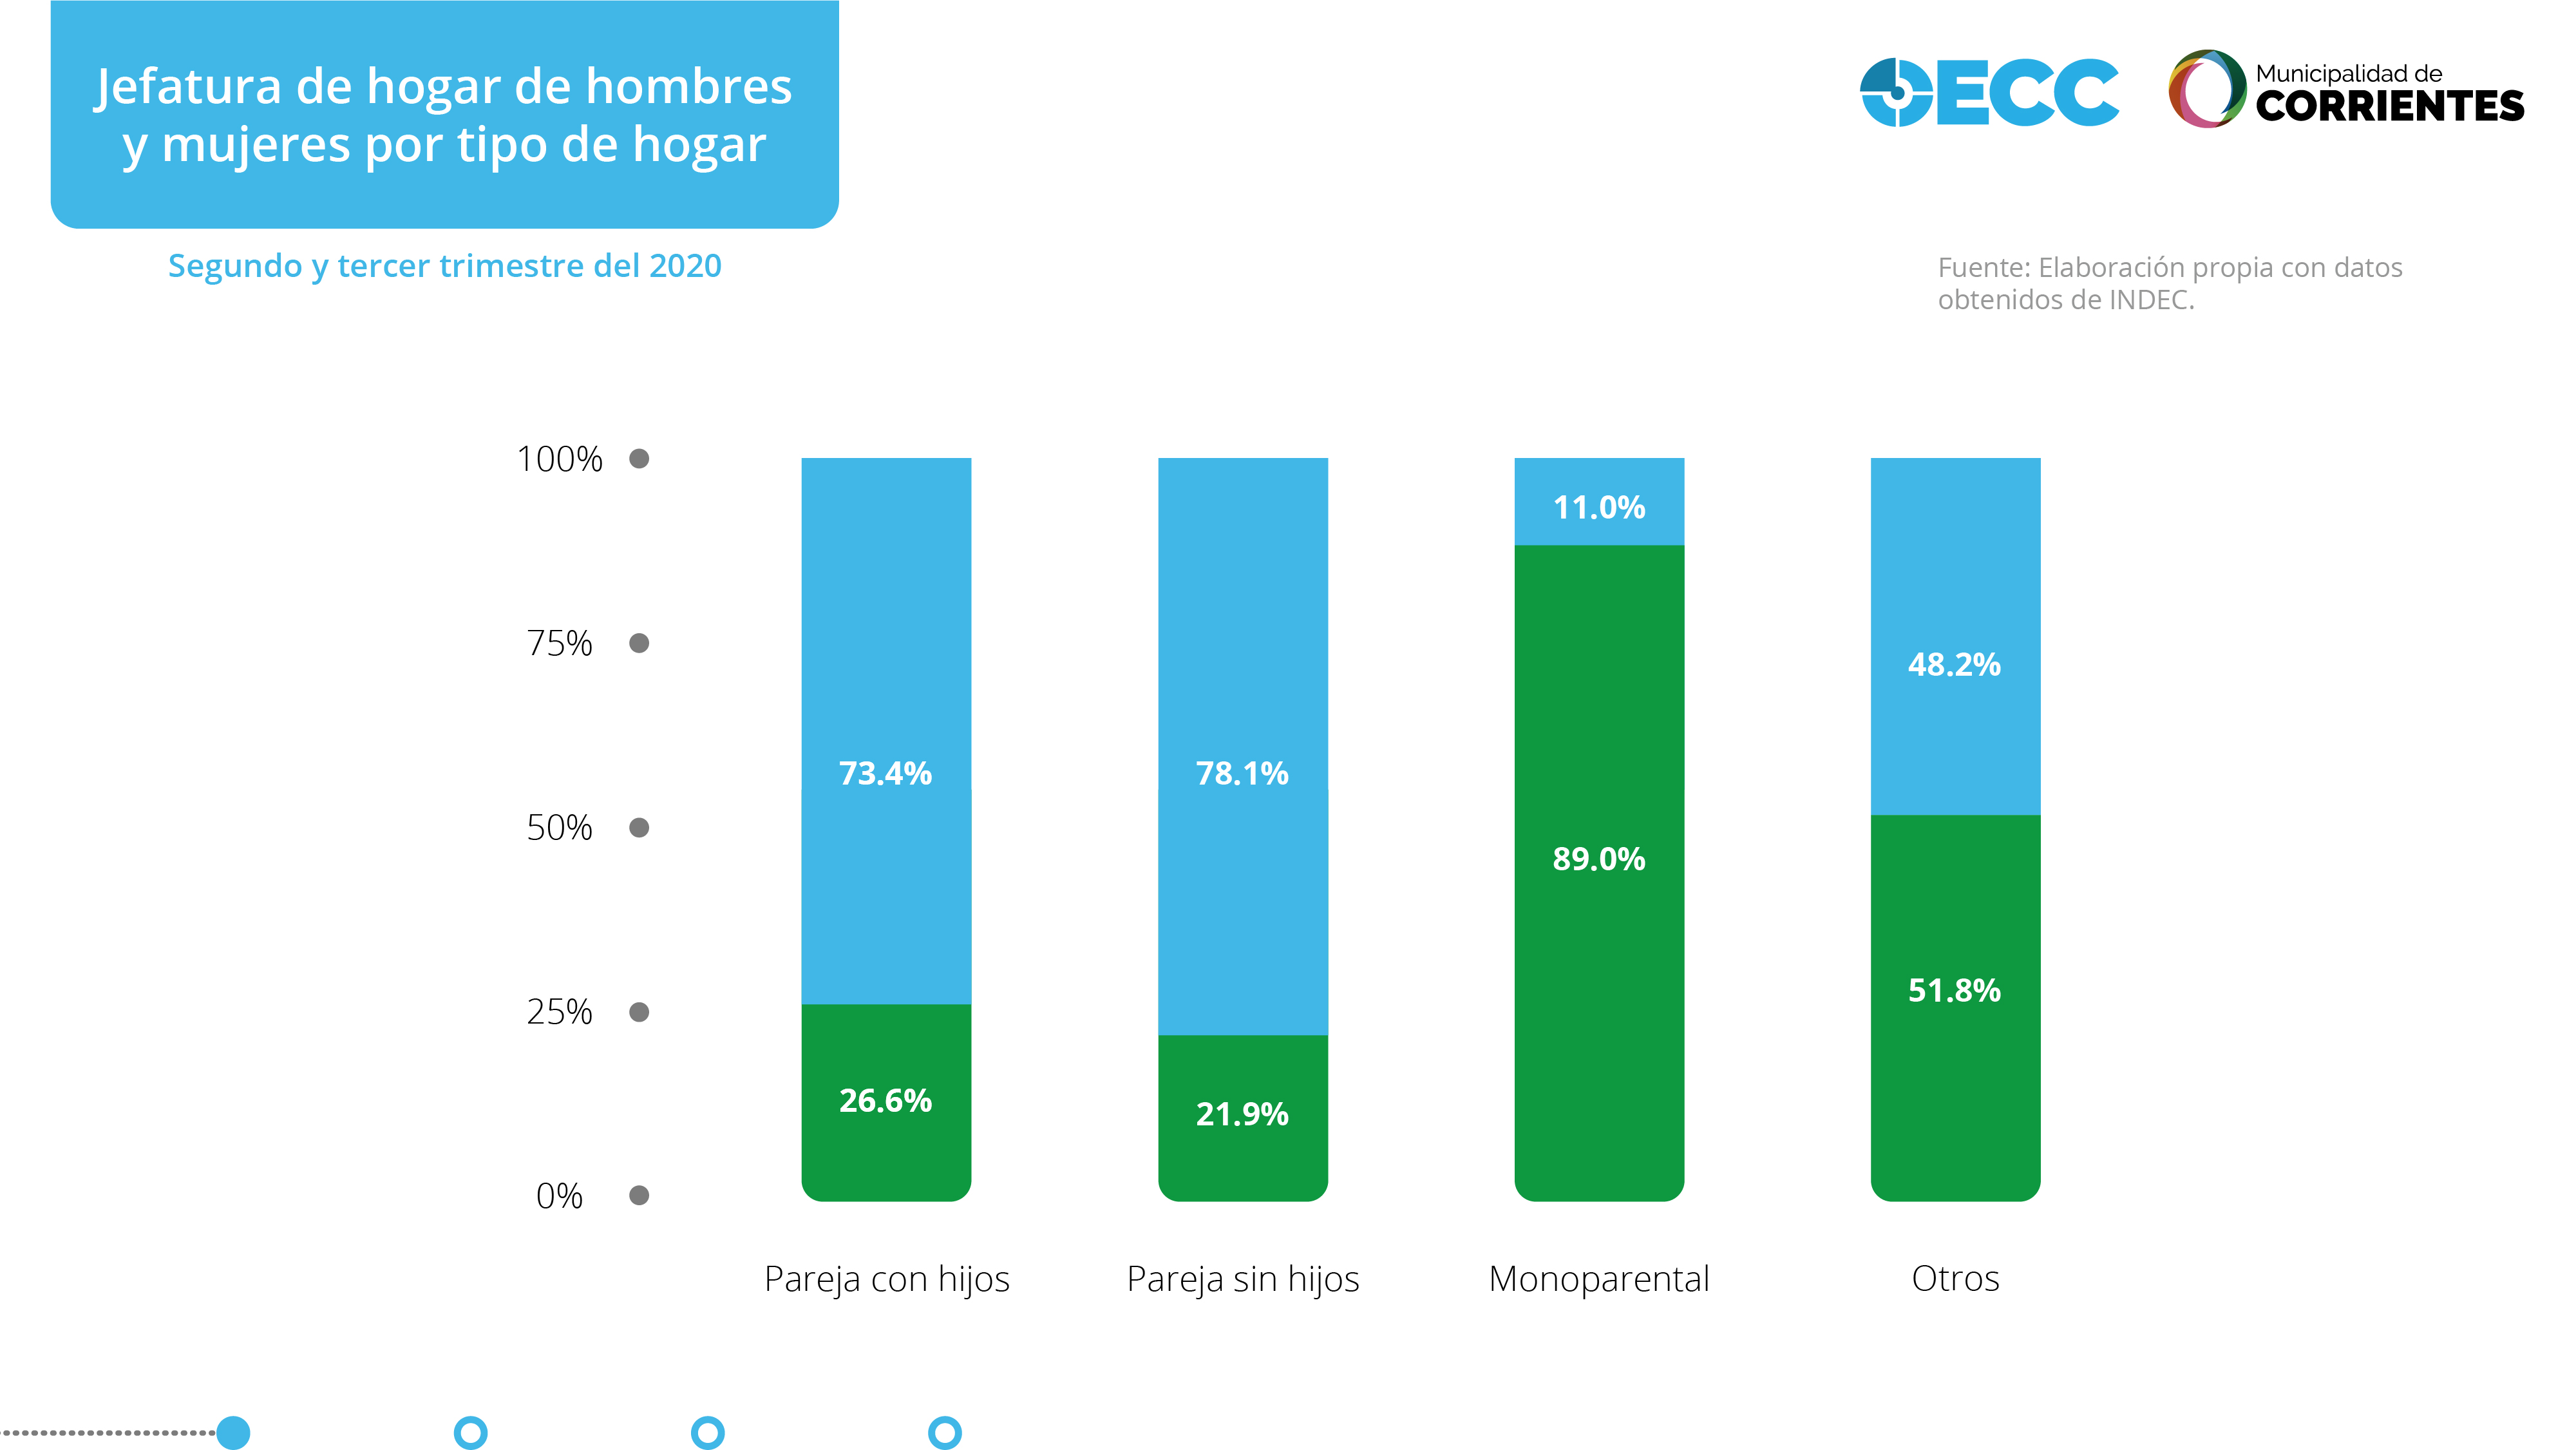 Jefatura de hogar de hombres
y mujeres por tipo de hogar
Segundo y tercer trimestre del 2020
ECC
Municipalidad de
CORRIENTES
Fuente: Elaboración propia con datos
obtenidos de INDEC.
100%
75%
50%
25%
0%
73.4%
26.6%
78.1%
21.9%
11.0%
89.0%
48.2%
51.8%
Pareja con hijos
Pareja sin hijos
Monoparental
Otros